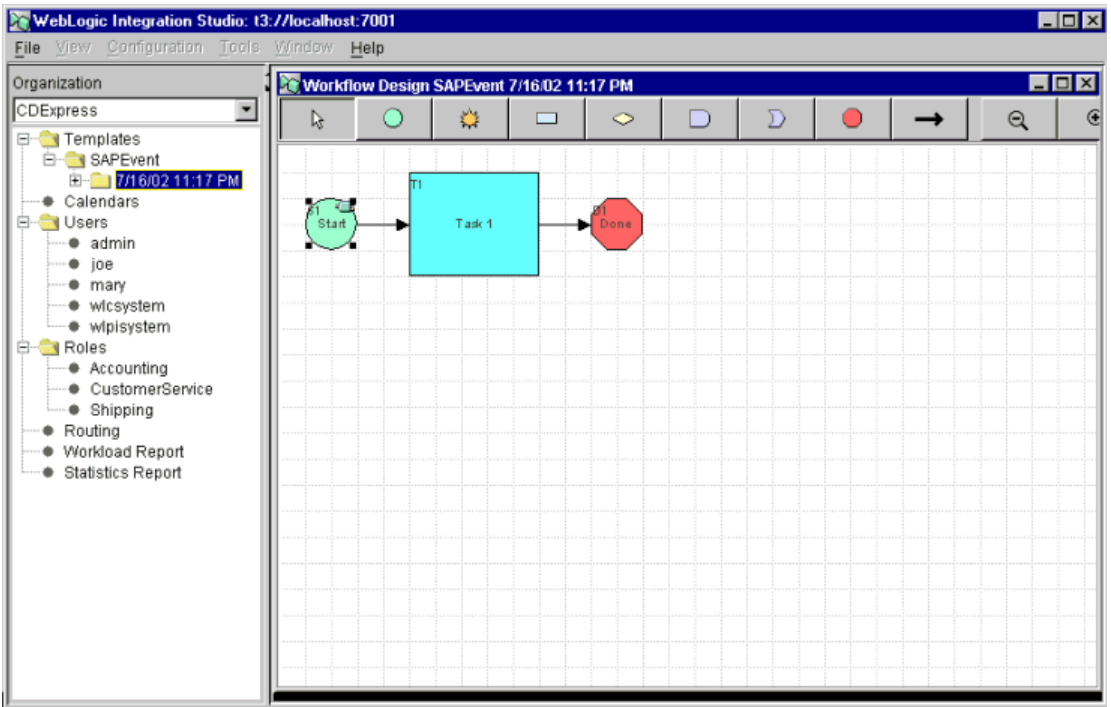 WebLogic Integration Studio: t3://localhost:7001
File View Configuration Tools Window Help
Organization
CDExpress
Templates
SAPEvent
7/16/02 11:17 PM
Calendars
Users
admin
joe
mary
wlcsystem
wlpisystem
Roles
Accounting
CustomerService
Shipping
Routing
Workload Report
Statistics Report
Workflow Design SAPEvent 7/16/02 11:17 PM
S1
Start
T1
Task 1
D1
Done